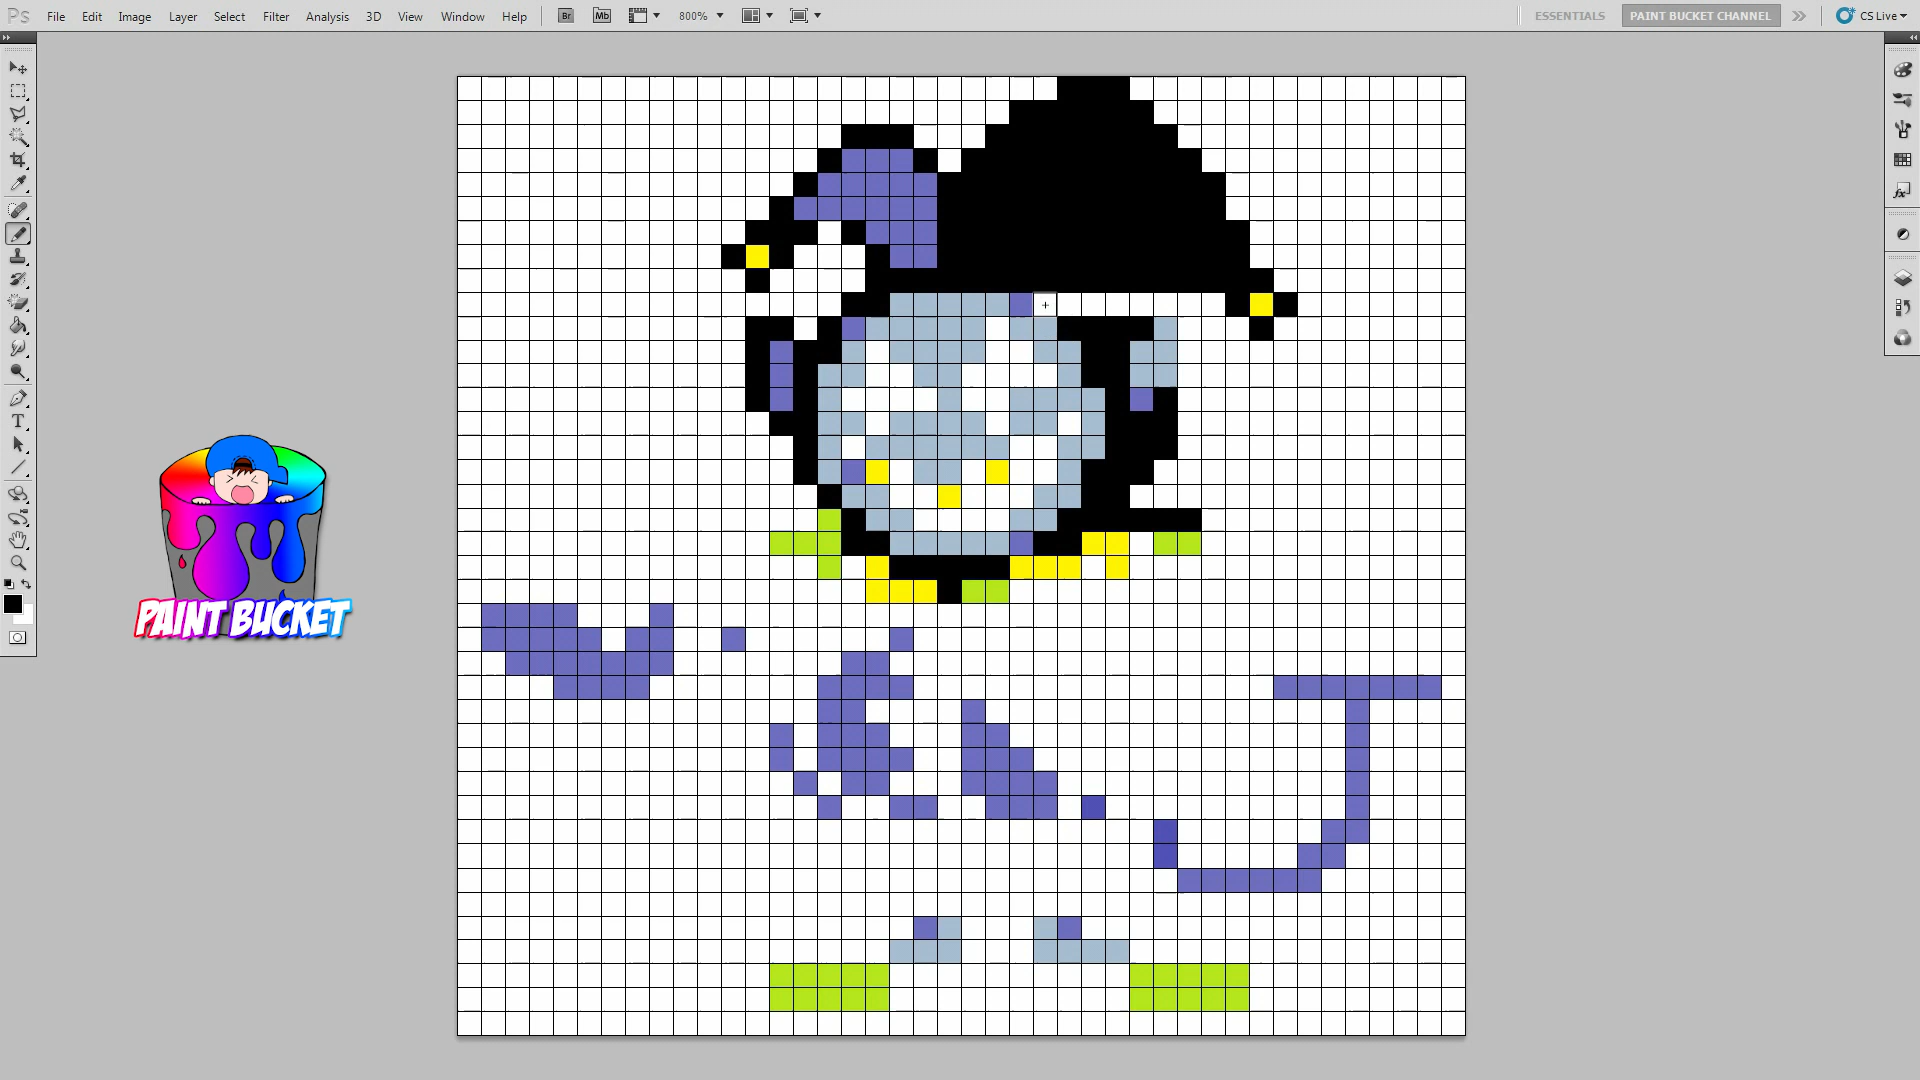 Ps File Edit Image Layer Select Filter Analysis 3D View Window Help Br Mb 800% ESSENTIALS PAINT BUCKET CHANNEL CS Live
T
fx
PAINT BUCKET